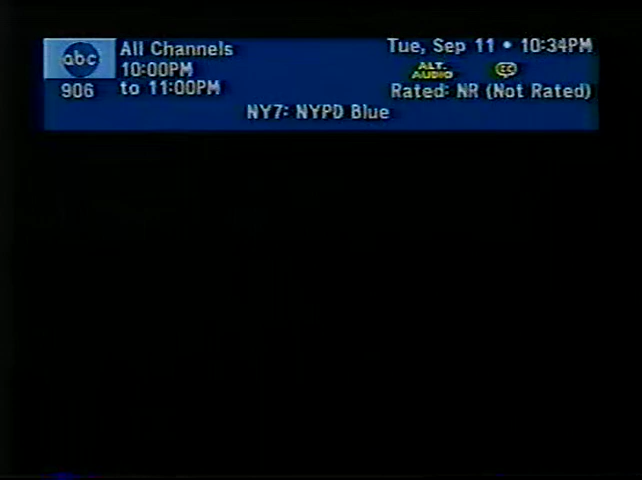 abc
906
All Channels
10:00PM
to 11:00PM
Tue, Sep 11 • 10:34PM
ALT.
AUDIO
CC
Rated: NR (Not Rated)
NY7: NYPD Blue